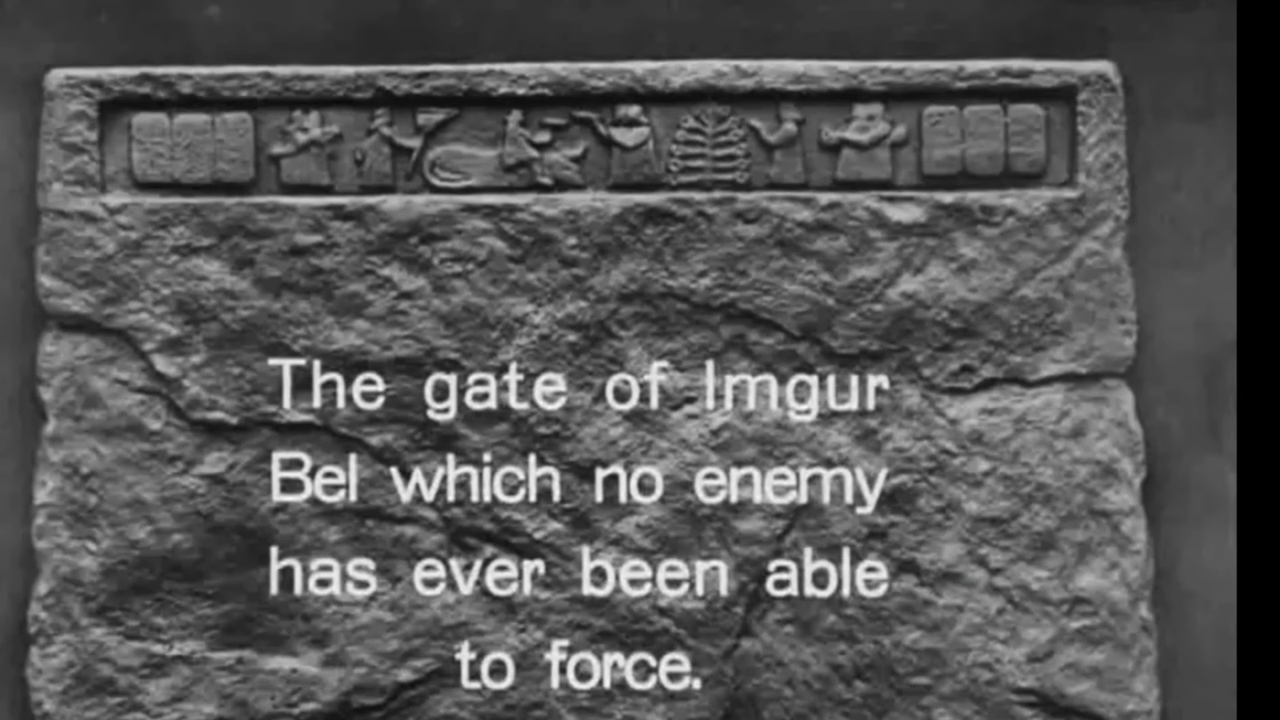 The gate of Imgur
Bel which no enemy
has ever been able
to force.